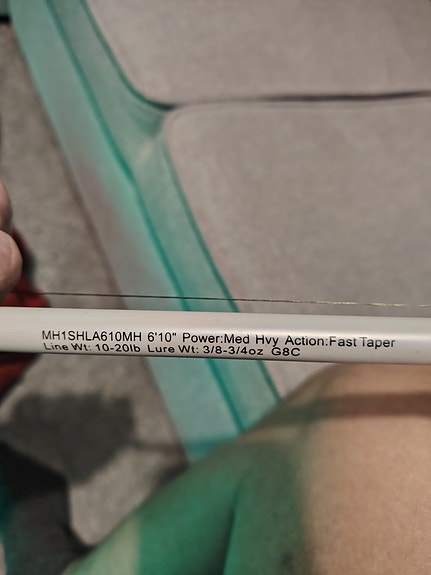 MH1SHLA610MH 6'10" Power:Med Hvy Action:Fast Taper
Line Wt: 10-20lb Lure Wt: 3/8-3/4oz G8C